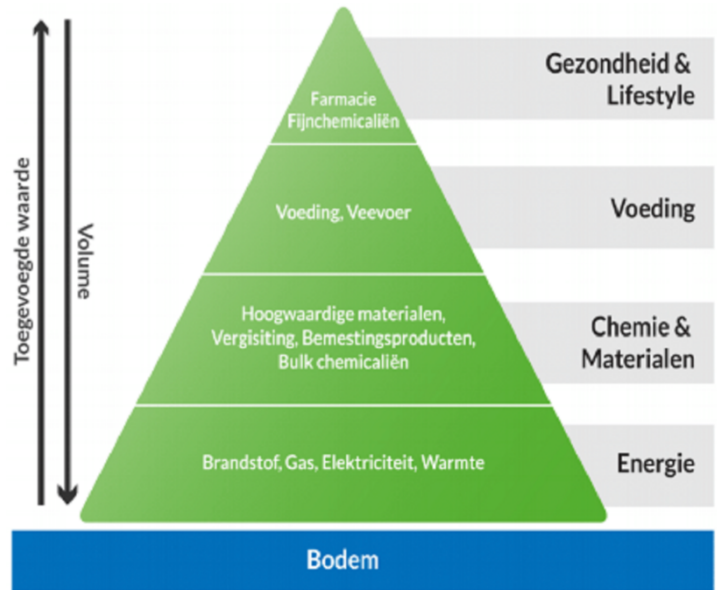 Gezondheid &
Lifestyle
Farmacie
Fijnchemicaliën
Voeding, Veevoer
Voeding
Hoogwaardige materialen,
Vergisiting, Bemestingsproducten,
Bulk chemicaliën
Chemie &
Materialen
Brandstof, Gas, Elektriciteit, Warmte
Energie
Toegevoegde waarde
Volume
Bodem